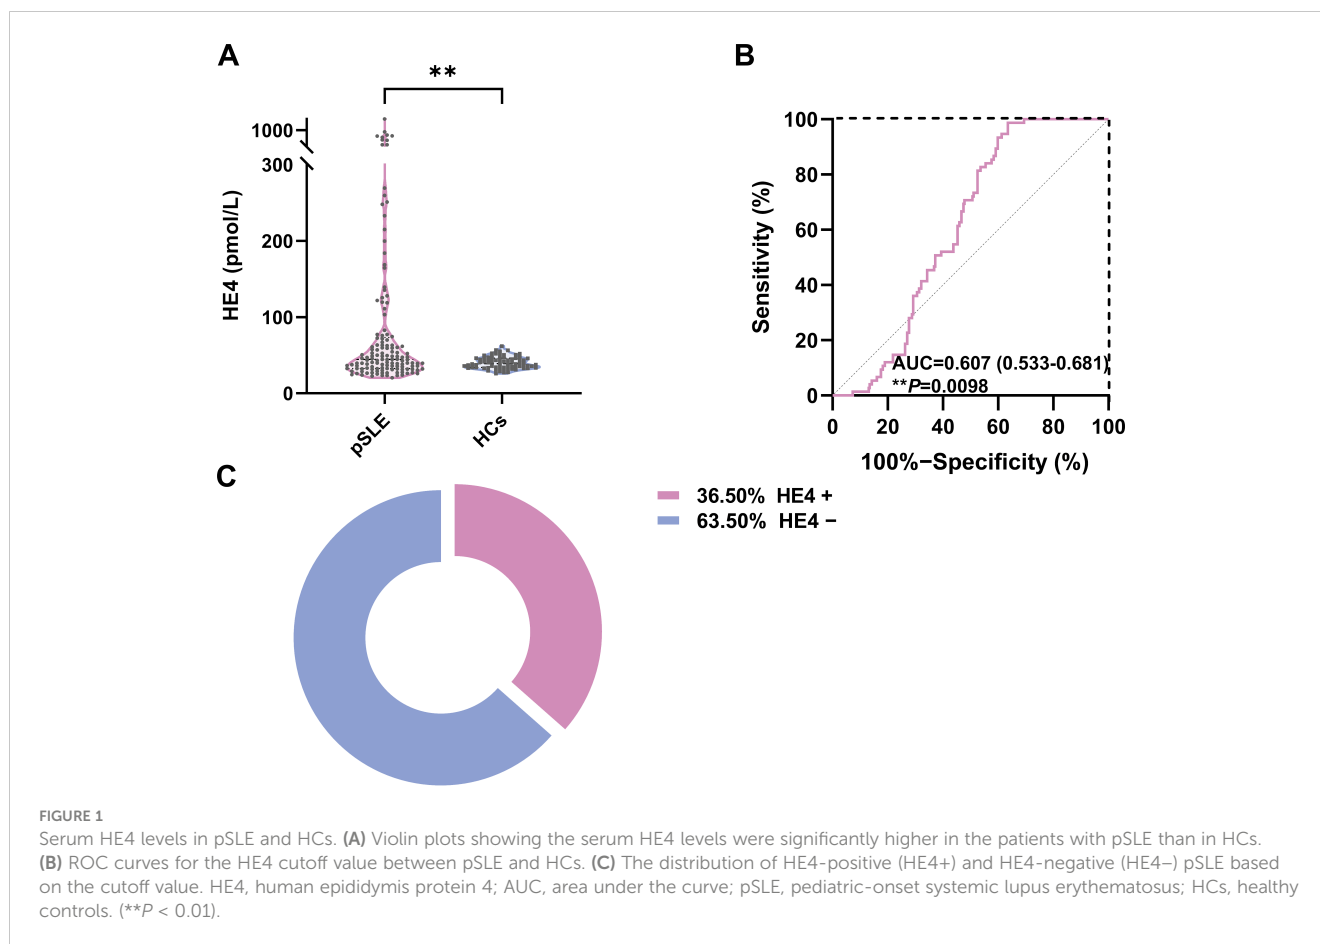 A
**
1000
300
200
100
0
HE4 (pmol/L)
pSLE
HCs
B
100
80
60
40
20
0
Sensitivity (%)
AUC=0.607 (0.533-0.681)
**P=0.0098
0 20 40 60 80 100
100%−Specificity (%)
C
36.50% HE4 +
63.50% HE4 −
FIGURE 1
Serum HE4 levels in pSLE and HCs. (A) Violin plots showing the serum HE4 levels were significantly higher in the patients with pSLE than in HCs.
(B) ROC curves for the HE4 cutoff value between pSLE and HCs. (C) The distribution of HE4-positive (HE4+) and HE4-negative (HE4–) pSLE based
on the cutoff value. HE4, human epididymis protein 4; AUC, area under the curve; pSLE, pediatric-onset systemic lupus erythematosus; HCs, healthy
controls. (**P < 0.01).